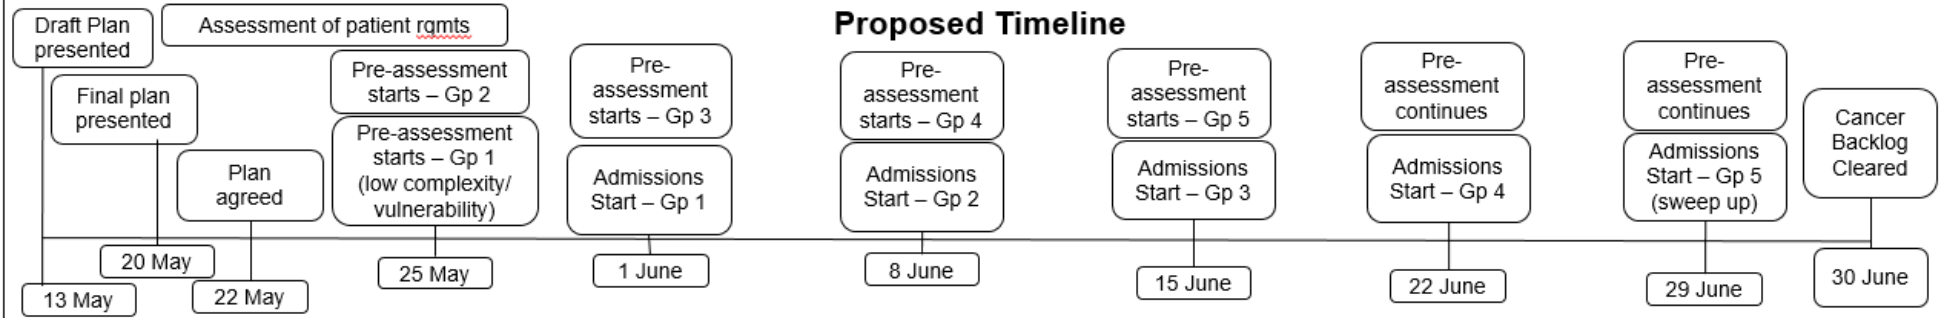 Proposed Timeline
Draft Plan
presented
Assessment of patient rqmts
Final plan
presented
Plan
agreed
Pre-assessment
starts – Gp 2
Pre-assessment
starts – Gp 1
(low complexity/
vulnerability)
Pre-
assessment
starts – Gp 3
Admissions
Start – Gp 1
Pre-
assessment
starts – Gp 4
Admissions
Start – Gp 2
Pre-
assessment
starts – Gp 5
Admissions
Start – Gp 3
Pre-
assessment
continues
Admissions
Start – Gp 4
Pre-
assessment
continues
Admissions
Start – Gp 5
(sweep up)
Cancer
Backlog
Cleared
13 May
20 May
22 May
25 May
1 June
8 June
15 June
22 June
29 June
30 June